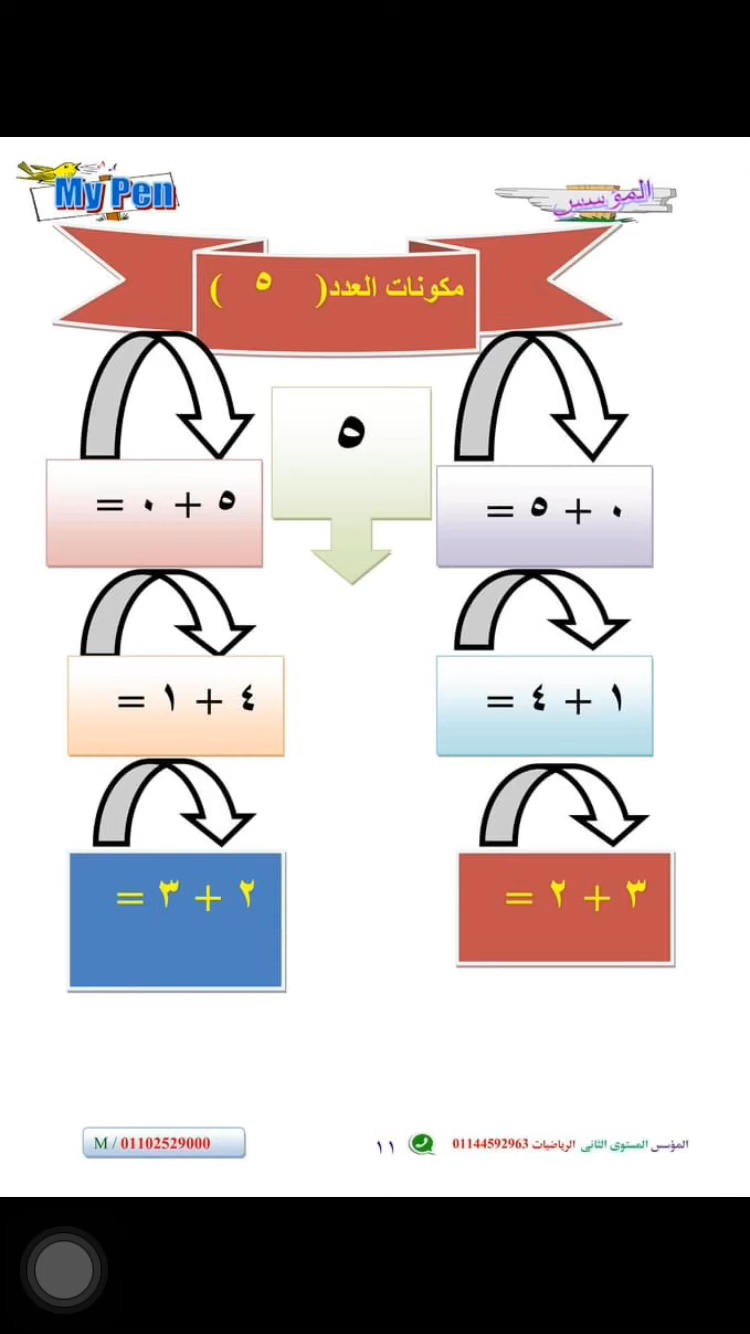 My Pen
المؤسس
مكونات العدد( ٥ )
٥
٠ + ٥ =
٥ + ٠ =
١ + ٤ =
٤ + ١ =
٣ + ٢ =
٢ + ٣ =
المؤسس المستوى الثانى الرياضيات 01144592963
١١
M / 01102529000